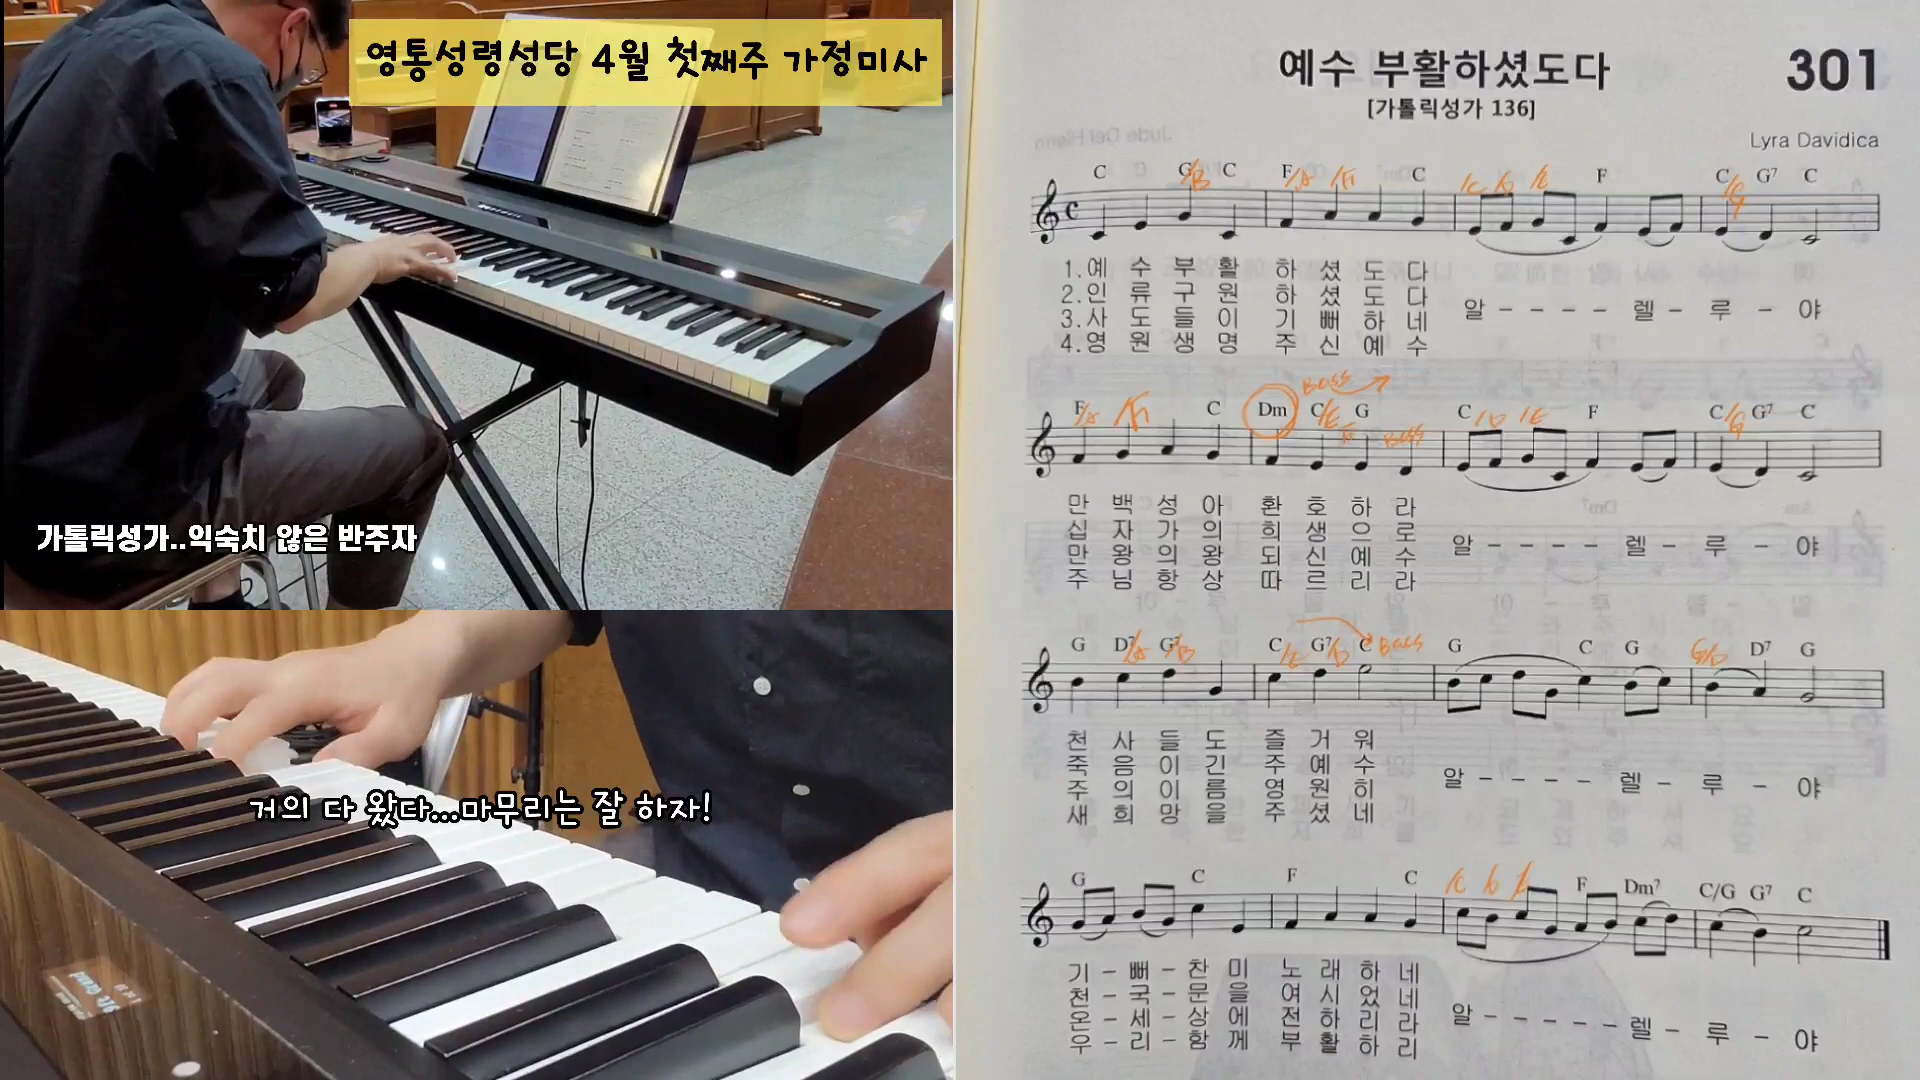 영통성령성당 4월 첫째주 가정미사
가톨릭성가..익숙치 않은 반주자
거의 다 왔다...마무리는 잘 하자!
예수 부활하셨도다
301
[가톨릭성가 136]
Lyra Davidica
C G /B C F /A /F C /C /D /E F C /G G7 C
1.예 수 부 활 하 셨 도 다
2.인 류 구 원 하 셨 도 다
3.사 도 들 이 기 뻐 하 네
4.영 원 생 명 주 신 예 수
알 - - - - 렐 - 루 - 야
Bass
F /A /F C Dm C /E G Bass C /D /E F C /G G7 C
만 백 성 아 환 호 하 라
십 자 가 의 희 생 으 로
만 왕 의 왕 되 신 예 수
주 님 항 상 따 르 리 라
알 - - - - 렐 - 루 - 야
G D7 /A G /B C /E G7 /D C Bass G C G G/D D7 G
천 사 들 도 즐 거 워
죽 음 이 긴 주 예 수
주 의 이 름 영 원 히
새 희 망 을 주 셨 네
알 - - - - 렐 - 루 - 야
G C F C /C /D F Dm7 C/G G7 C
기 - 뻐 - 찬 미 노 래 하 네
천 - 국 - 문 을 여 시 었 네
온 - 세 - 상 에 전 하 리 라
우 - 리 - 함 께 부 활 하 리
알 - - - - - 렐 - 루 - 야